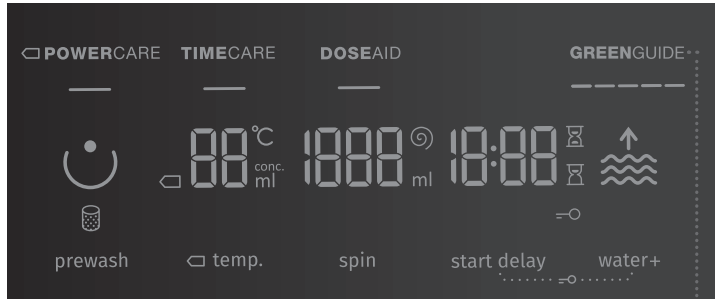 POWERCARE TIMECARE DOSEAID GREENGUIDE
88 °C conc. ml 1888 ml 18:88
prewash temp. spin start delay water+